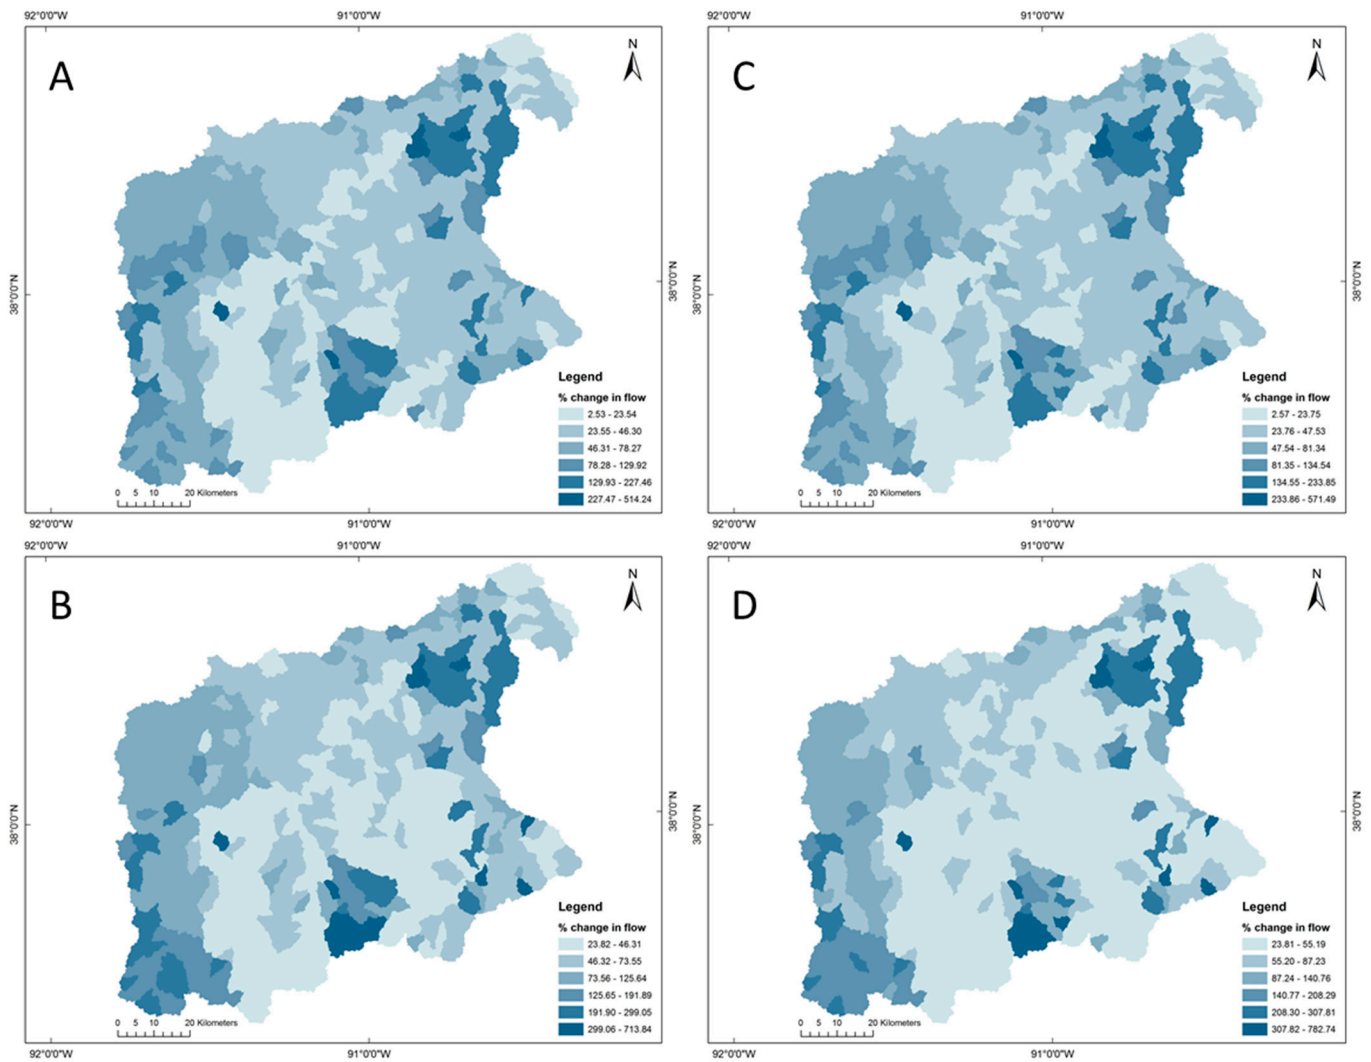 92°0'0"W 91°0'0"W
A
N
38°0'0"N
38°0'0"N
Legend
% change in flow
2.53 - 23.54
23.55 - 46.30
46.31 - 78.27
78.28 - 129.92
129.93 - 227.46
227.47 - 514.24
0 5 10 20 Kilometers
92°0'0"W 91°0'0"W
92°0'0"W 91°0'0"W
C
N
38°0'0"N
38°0'0"N
Legend
% change in flow
2.57 - 23.75
23.76 - 47.53
47.54 - 81.34
81.35 - 134.54
134.55 - 233.85
233.86 - 571.49
0 5 10 20 Kilometers
92°0'0"W 91°0'0"W
92°0'0"W 91°0'0"W
B
N
38°0'0"N
38°0'0"N
Legend
% change in flow
23.82 - 46.31
46.32 - 73.55
73.56 - 125.64
125.65 - 191.89
191.90 - 299.05
299.06 - 713.84
0 5 10 20 Kilometers
92°0'0"W 91°0'0"W
92°0'0"W 91°0'0"W
D
N
38°0'0"N
38°0'0"N
Legend
% change in flow
23.81 - 55.19
55.20 - 87.23
87.24 - 140.76
140.77 - 208.29
208.30 - 307.81
307.82 - 782.74
0 5 10 20 Kilometers
92°0'0"W 91°0'0"W